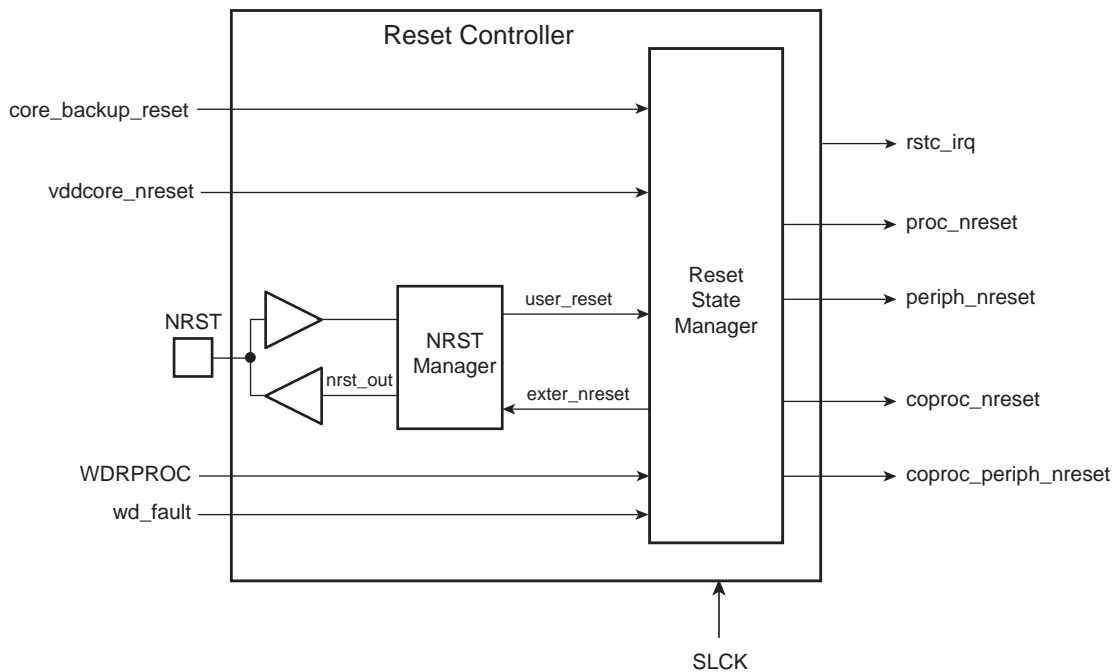 Reset Controller
core_backup_reset
rstc_irq
vddcore_nreset
proc_nreset
Reset
State
Manager
periph_nreset
user_reset
NRST
NRST
Manager
nrst_out
exter_nreset
coproc_nreset
WDRPROC
coproc_periph_nreset
wd_fault
SLCK